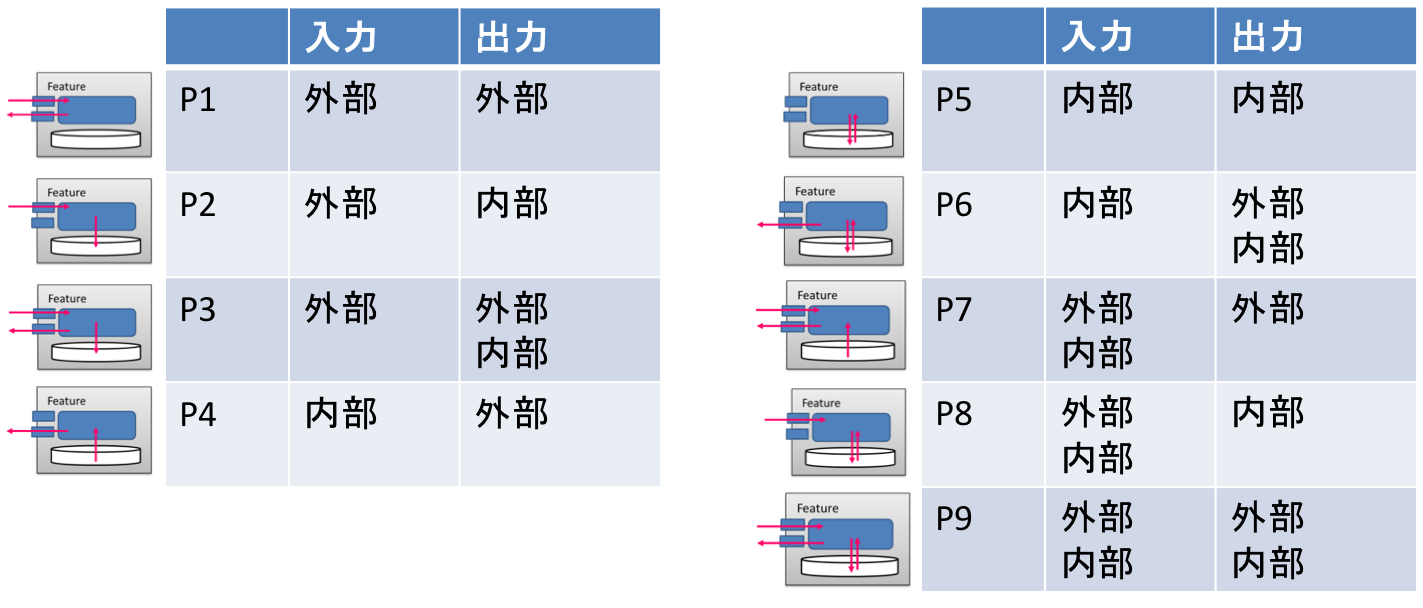 入力 出力
Feature P1 外部 外部
Feature P2 外部 内部
Feature P3 外部 外部
内部
Feature P4 内部 外部
入力 出力
Feature P5 内部 内部
Feature P6 内部 外部
内部
Feature P7 外部 外部
内部
Feature P8 外部 内部
内部
Feature P9 外部 外部
内部 内部